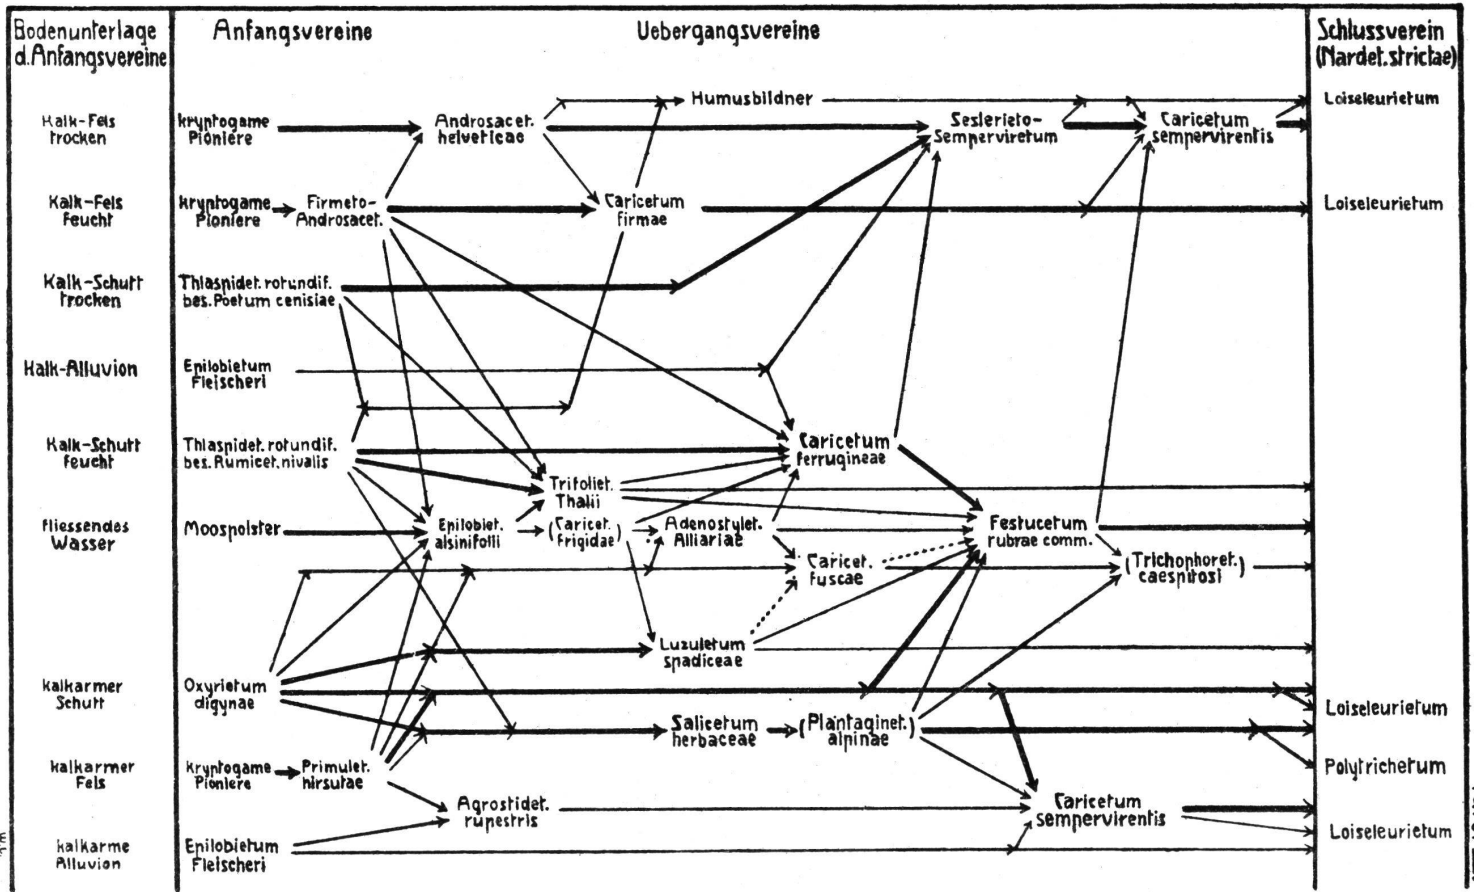 Bodenunterlage
d.Anfangsvereine
Anfangsvereine
Uebergangsvereine
Schlussverein
(Nardet.strictae)
Kalk-Fels
trocken
kryptogame
Pioniere
Androsacet.
helveticae
Humusbildner
Seslerieto-
Semperviretum
Caricetum
sempervirentis
Loiseleurietum
Kalk-Fels
feucht
kryptogame
Pioniere
Firmeto-
Androsacet.
Caricetum
firmae
Loiseleurietum
Kalk-Schutt
trocken
Thlaspidet.rotundif.
bes.Poetum cenisiae
Kalk-Alluvion
Epilobietum
Fleischeri
Kalk-Schutt
feucht
Thlaspidet.rotundif.
bes.Rumicet.nivalis
Caricetum
ferrugineae
Trifoliet.
Thalii
fliessendes
Wasser
Moospolster
Epilobiet.
alsinifolii
(Caricet.
frigidae)
Adenostylet.
Alliariae
Festucetum
rubrae comm.
Caricet.
fuscae
(Trichophoret.
caespitosi)
Luzuletum
spadiceae
kalkarmer
Schutt
Oxyrietum
digynae
Salicetum
herbaceae
(Plantaginet.
alpinae)
Loiseleurietum
kalkarmer
Fels
kryptogame
Pioniere
Primulet.
hirsutae
Polytrichetum
Agrostidet.
rupestris
Caricetum
sempervirentis
Loiseleurietum
kalkarme
Alluvion
Epilobietum
Fleischeri